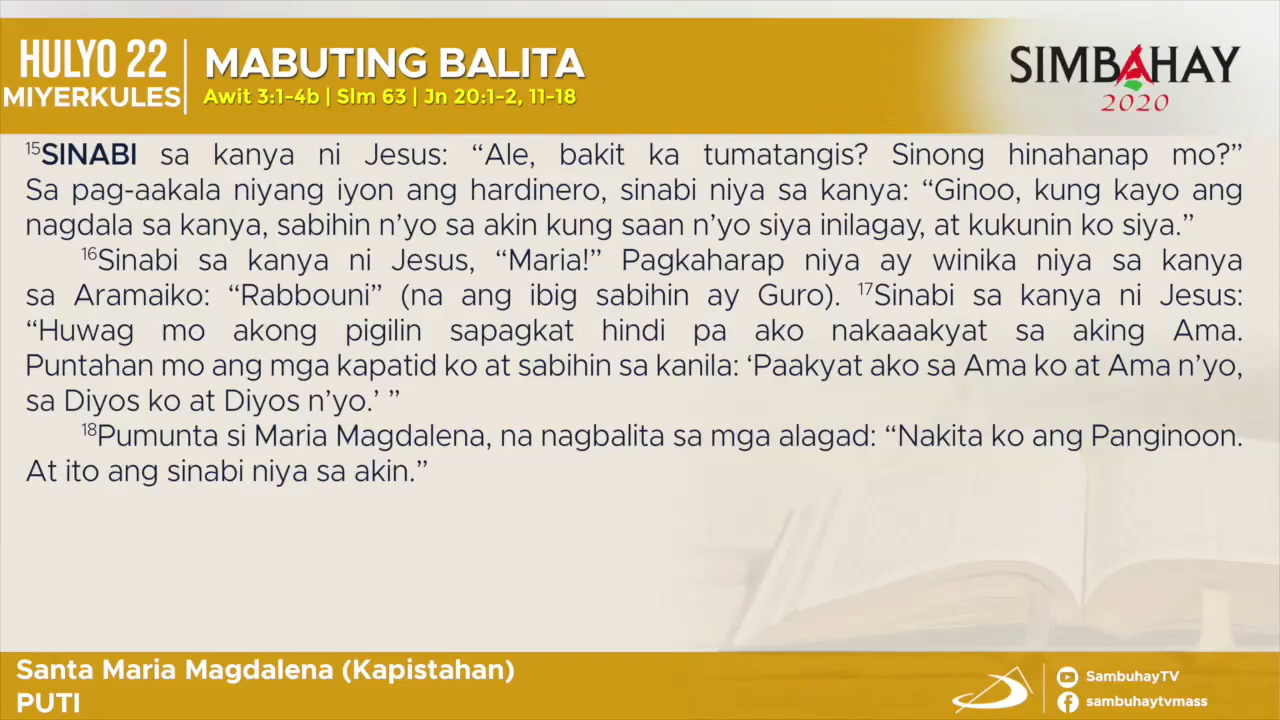 HULYO 22
MIYERKULES
MABUTING BALITA
Awit 3:1-4b | Slm 63 | Jn 20:1-2, 11-18
SIMBAHAY
2020
15SINABI sa kanya ni Jesus: “Ale, bakit ka tumatangis? Sinong hinahanap mo?”
Sa pag-aakala niyang iyon ang hardinero, sinabi niya sa kanya: “Ginoo, kung kayo ang
nagdala sa kanya, sabihin n’yo sa akin kung saan n’yo siya inilagay, at kukunin ko siya.”
16Sinabi sa kanya ni Jesus, “Maria!” Pagkaharap niya ay winika niya sa kanya
sa Aramaiko: “Rabbouni” (na ang ibig sabihin ay Guro). 17Sinabi sa kanya ni Jesus:
“Huwag mo akong pigilin sapagkat hindi pa ako nakaaakyat sa aking Ama.
Puntahan mo ang mga kapatid ko at sabihin sa kanila: ‘Paakyat ako sa Ama ko at Ama n’yo,
sa Diyos ko at Diyos n’yo.’ ”
18Pumunta si Maria Magdalena, na nagbalita sa mga alagad: “Nakita ko ang Panginoon.
At ito ang sinabi niya sa akin.”
Santa Maria Magdalena (Kapistahan)
PUTI
SambuhayTV
sambuhaytvmass